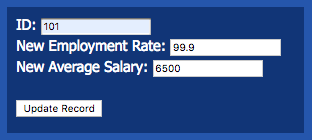 ID: 101
New Employment Rate: 99.9
New Average Salary: 6500
Update Record